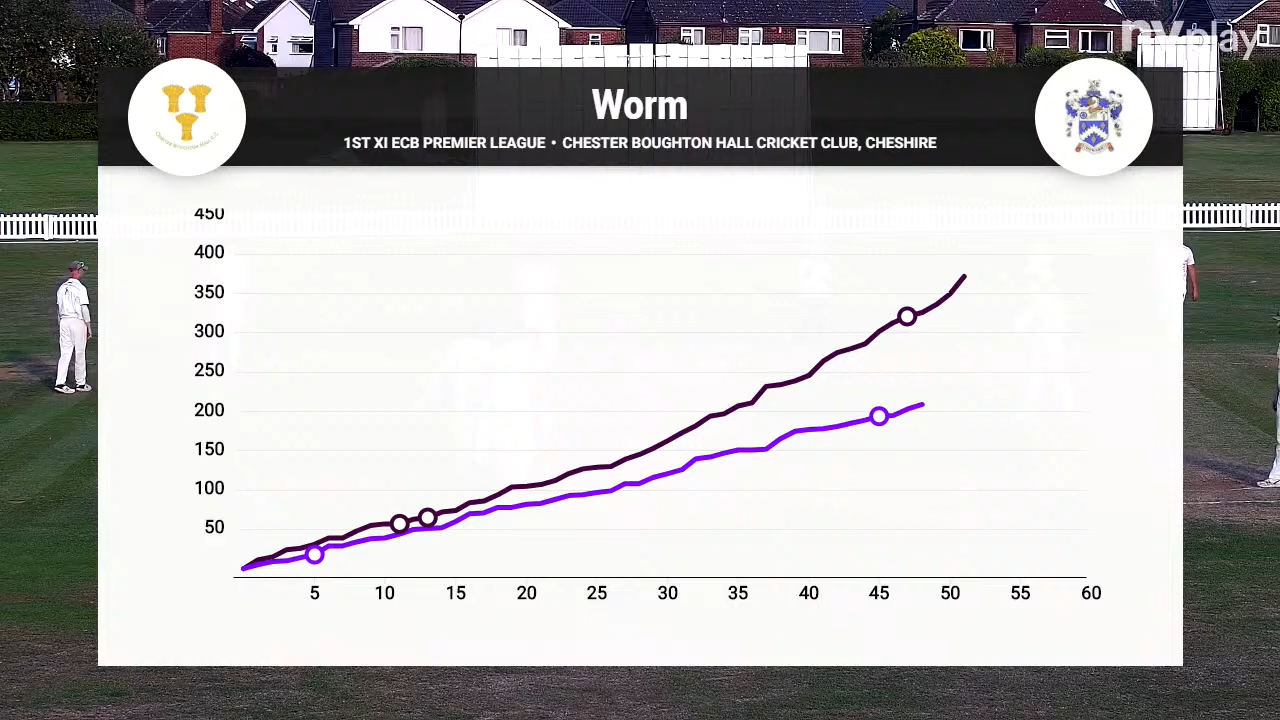 nvplay
Worm
1ST XI ECB PREMIER LEAGUE • CHESTER BOUGHTON HALL CRICKET CLUB, CHESHIRE
450
400
350
300
250
200
150
100
50
5 10 15 20 25 30 35 40 45 50 55 60